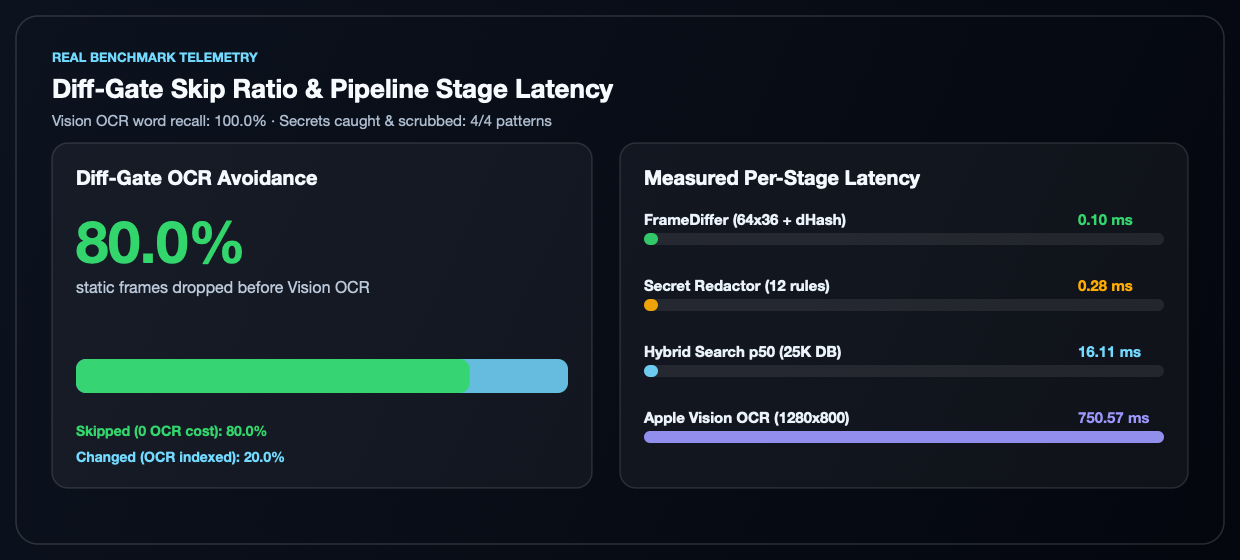 REAL BENCHMARK TELEMETRY
Diff-Gate Skip Ratio & Pipeline Stage Latency
Vision OCR word recall: 100.0% · Secrets caught & scrubbed: 4/4 patterns
Diff-Gate OCR Avoidance
80.0%
static frames dropped before Vision OCR
Skipped (0 OCR cost): 80.0%
Changed (OCR indexed): 20.0%
Measured Per-Stage Latency
FrameDiffer (64x36 + dHash) 0.10 ms
Secret Redactor (12 rules) 0.28 ms
Hybrid Search p50 (25K DB) 16.11 ms
Apple Vision OCR (1280x800) 750.57 ms